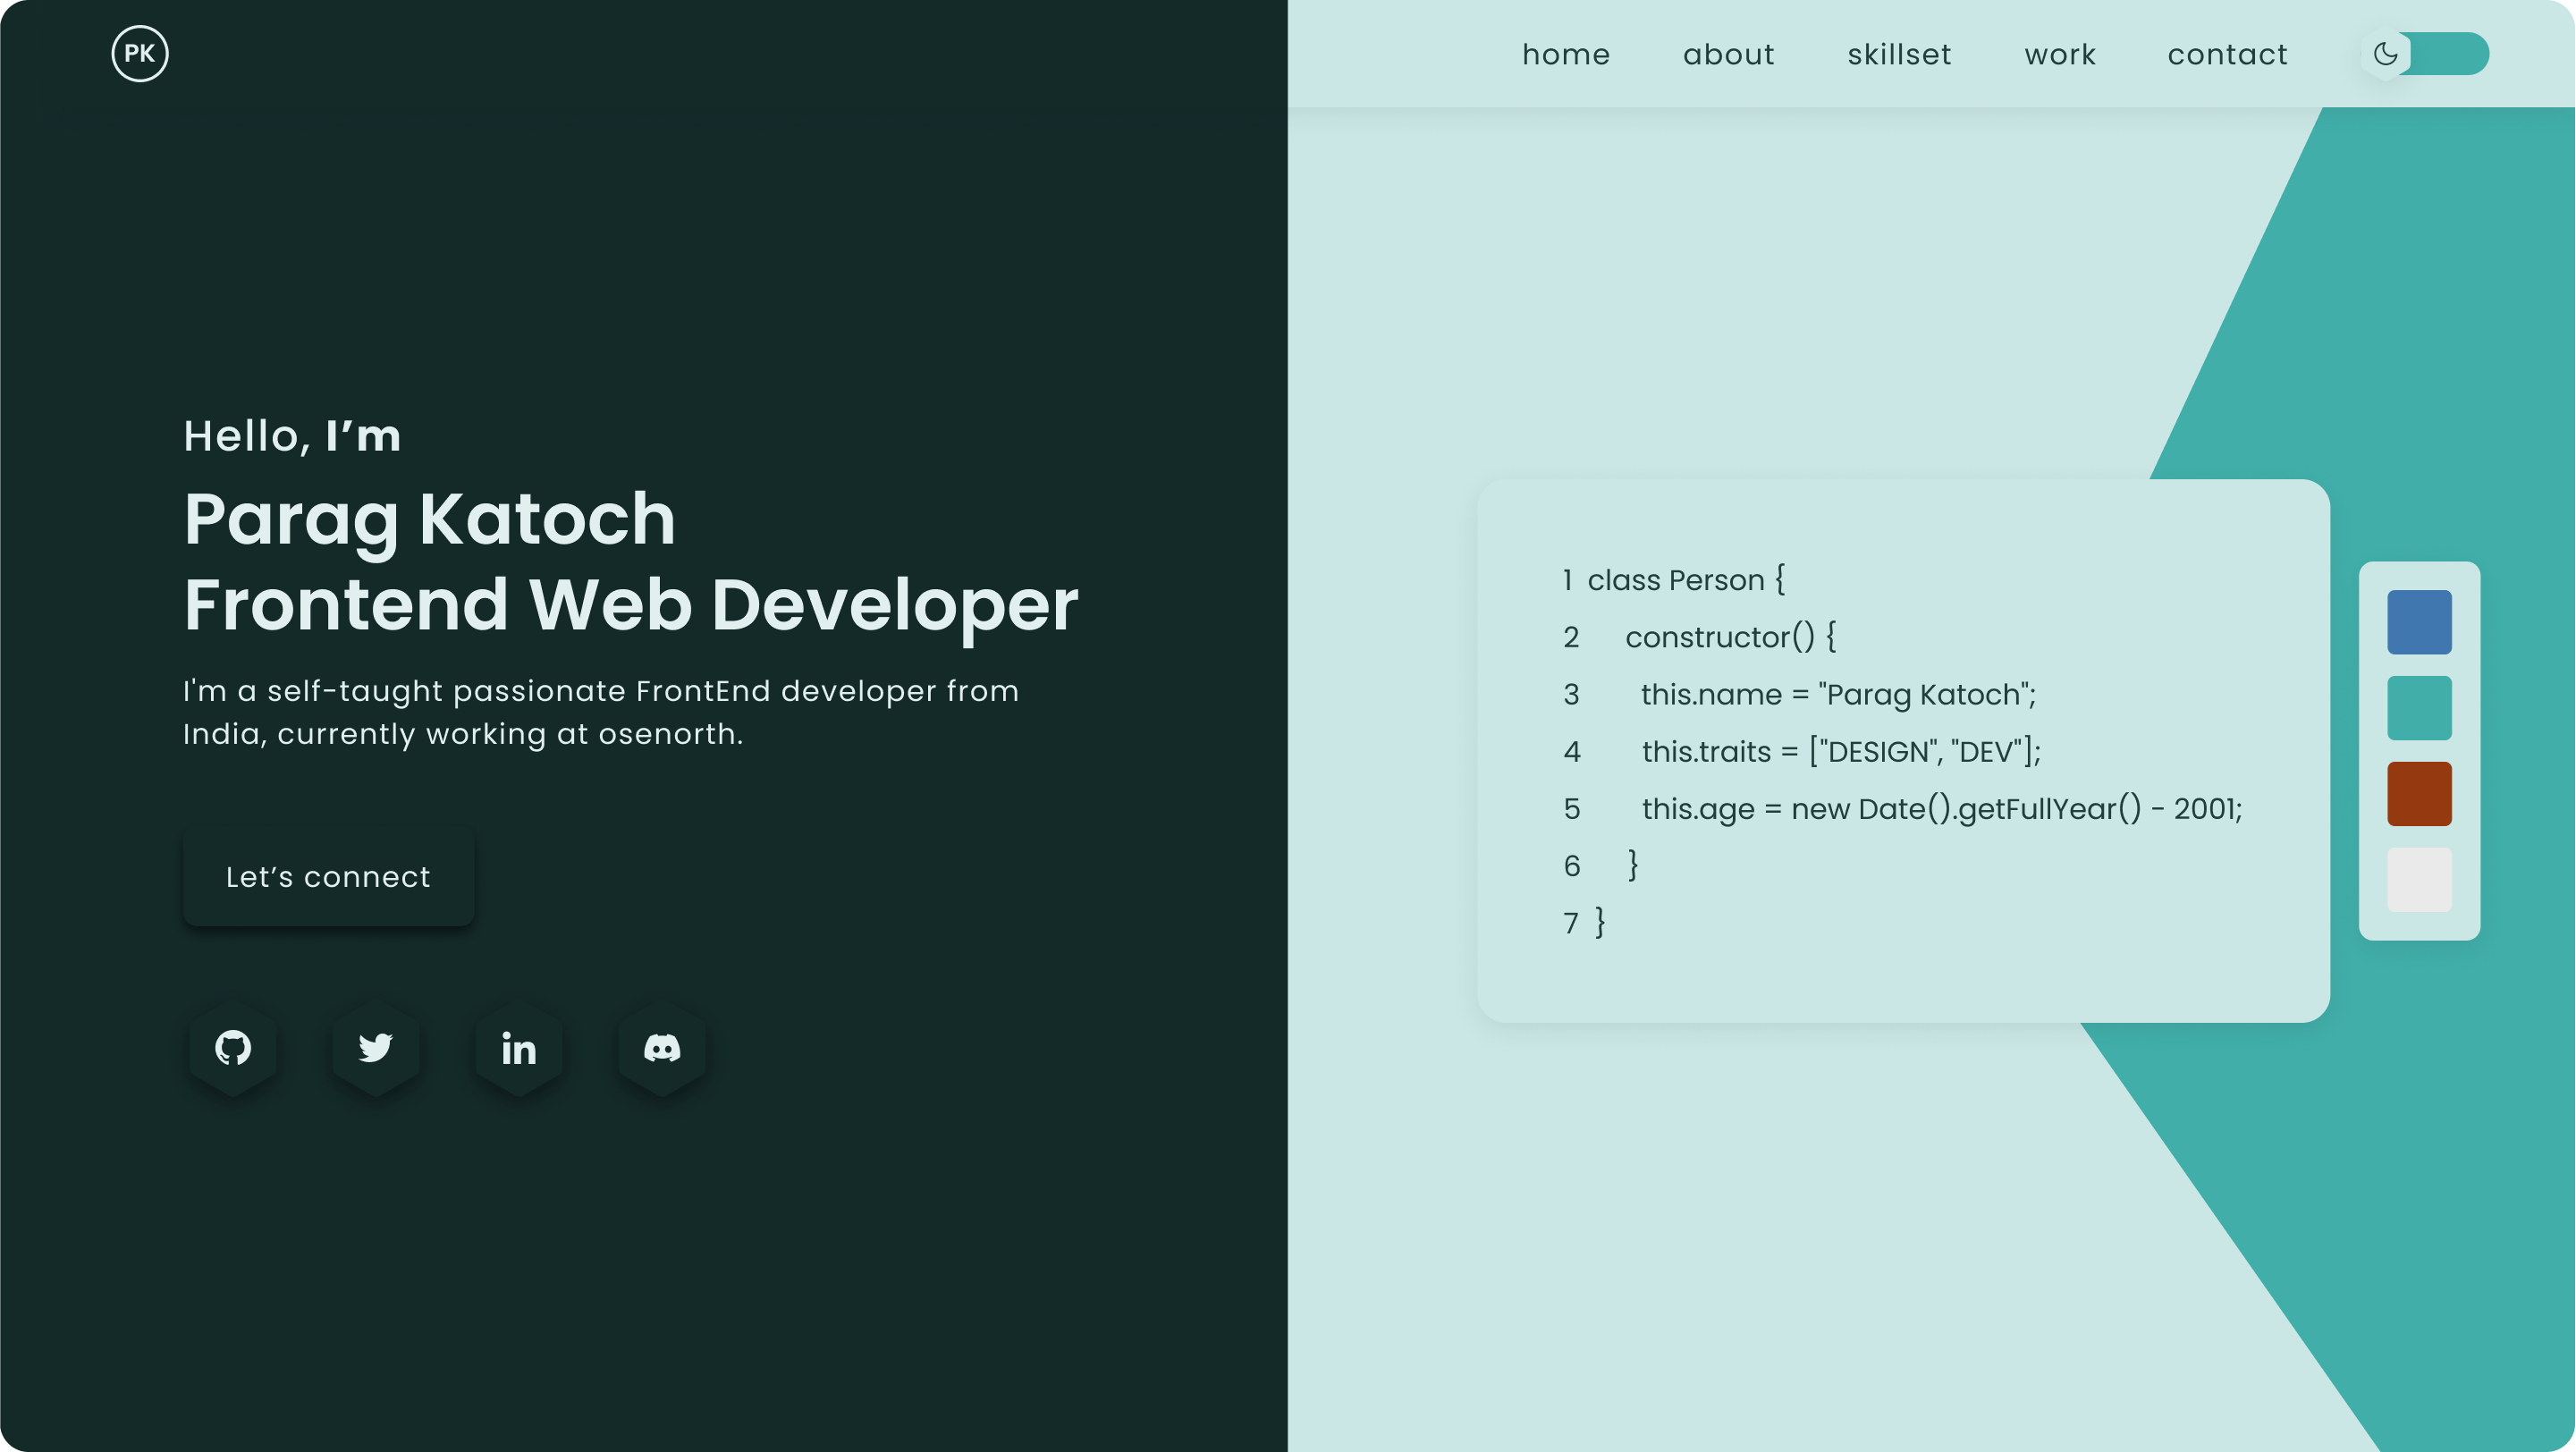 PK
home about skillset work contact
Hello, I’m
Parag Katoch
Frontend Web Developer
I'm a self-taught passionate FrontEnd developer from
India, currently working at osenorth.
Let’s connect
in
1 class Person {
2 constructor() {
3 this.name = "Parag Katoch";
4 this.traits = ["DESIGN", "DEV"];
5 this.age = new Date().getFullYear() - 2001;
6 }
7 }